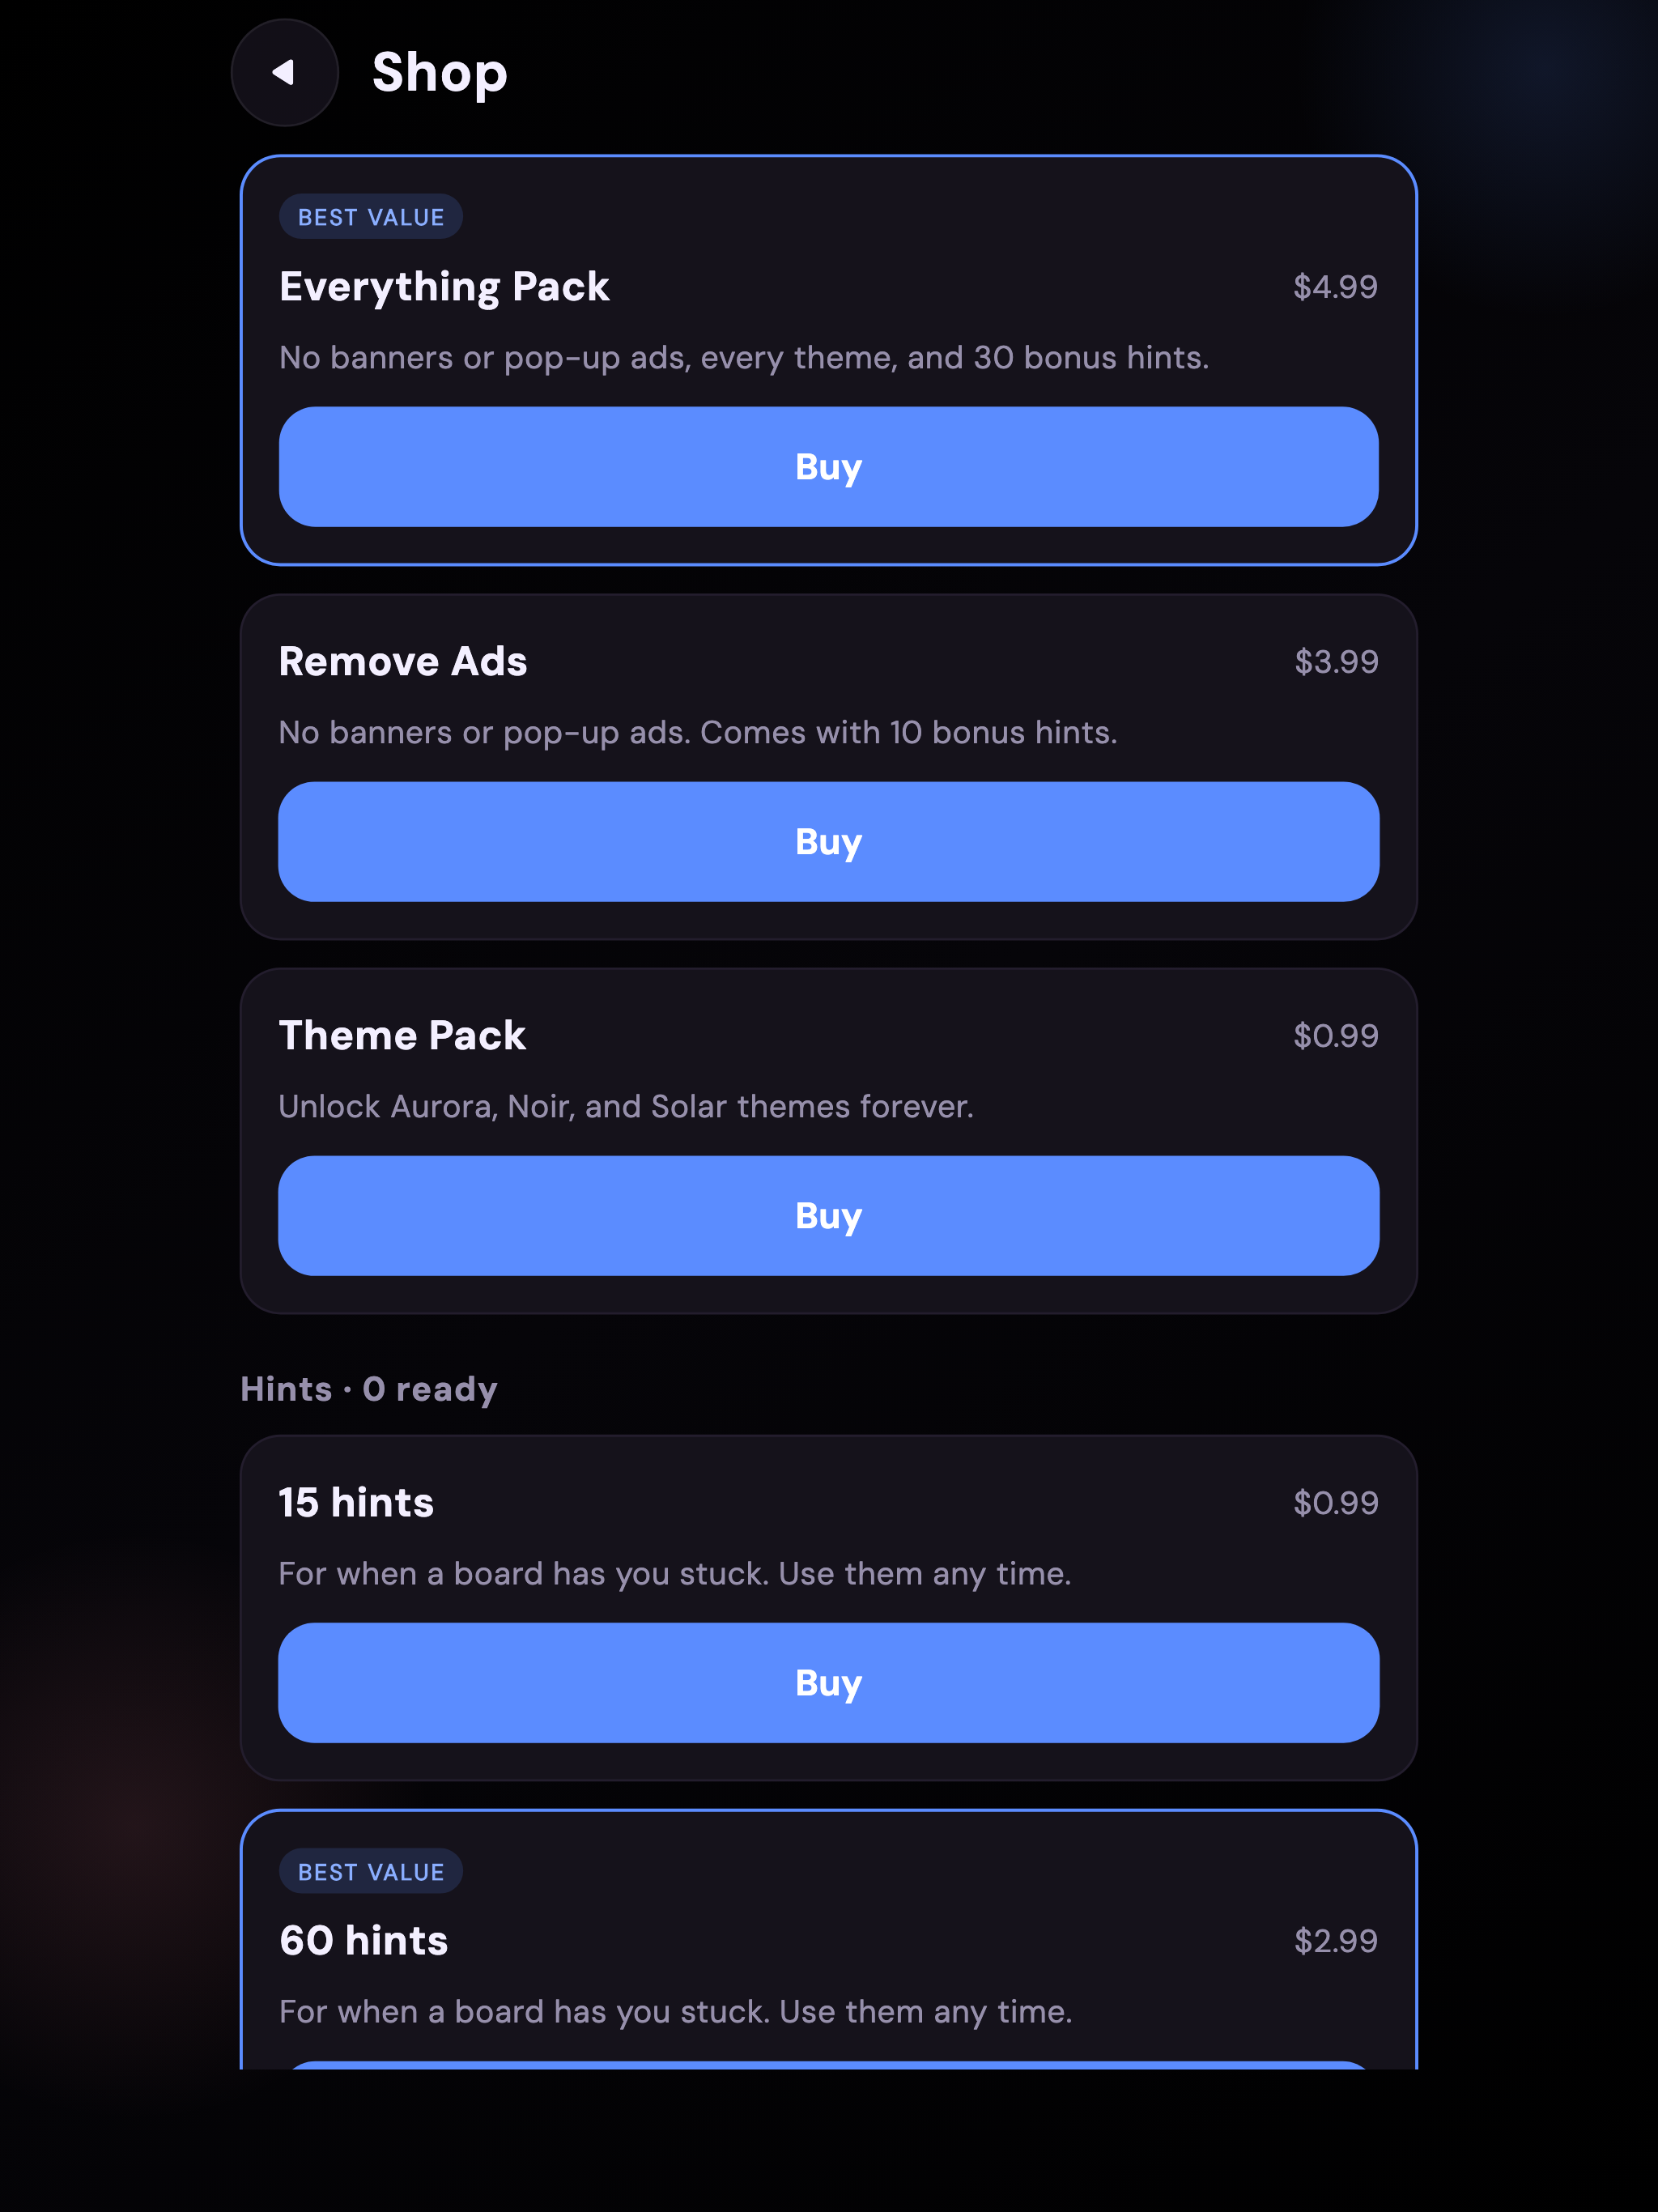 Shop
BEST VALUE
Everything Pack $4.99
No banners or pop-up ads, every theme, and 30 bonus hints.
Buy
Remove Ads $3.99
No banners or pop-up ads. Comes with 10 bonus hints.
Buy
Theme Pack $0.99
Unlock Aurora, Noir, and Solar themes forever.
Buy
Hints · 0 ready
15 hints $0.99
For when a board has you stuck. Use them any time.
Buy
BEST VALUE
60 hints $2.99
For when a board has you stuck. Use them any time.